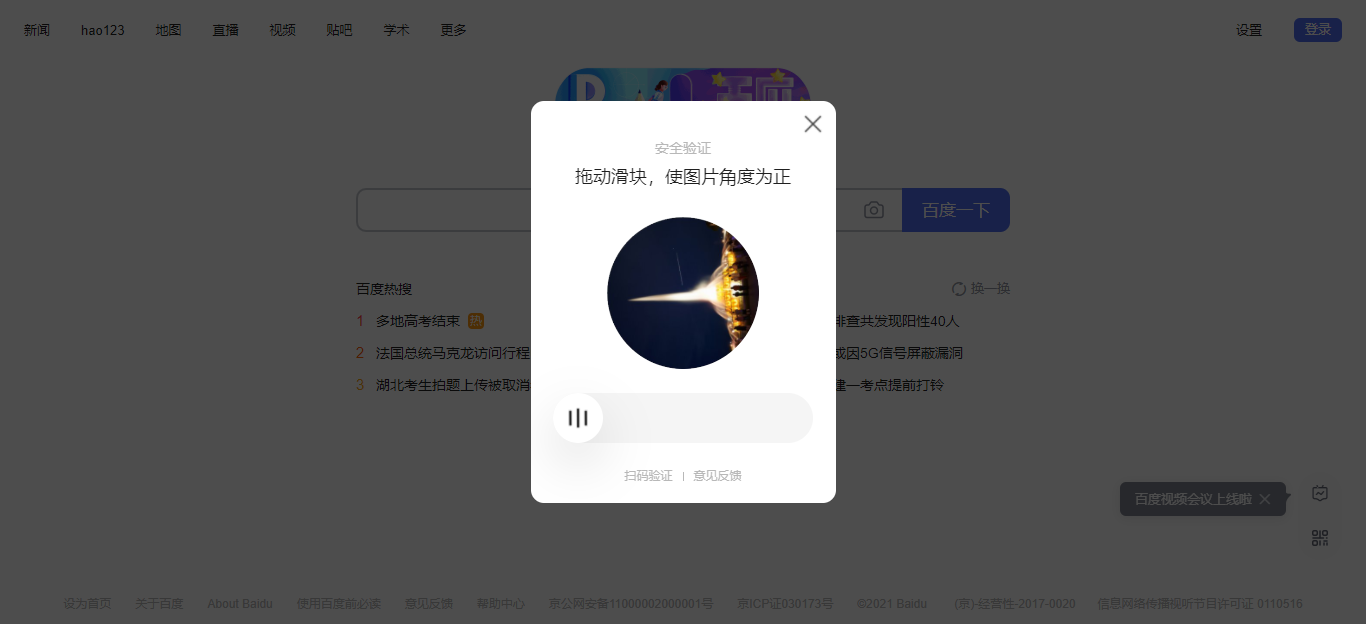 新闻 hao123 地图 直播 视频 贴吧 学术 更多 设置 登录
安全验证
拖动滑块，使图片角度为正
百度一下
百度热搜 换一换
1 多地高考结束 热
排查共发现阳性40人
2 法国总统马克龙访问行程
或因5G信号屏蔽漏洞
3 湖北考生拍题上传被取消
建一考点提前打铃
扫码验证 | 意见反馈
百度视频会议上线啦
设为首页 关于百度 About Baidu 使用百度前必读 意见反馈 帮助中心 京公网安备11000002000001号 京ICP证030173号 ©2021 Baidu (京)-经营性-2017-0020 信息网络传播视听节目许可证 0110516